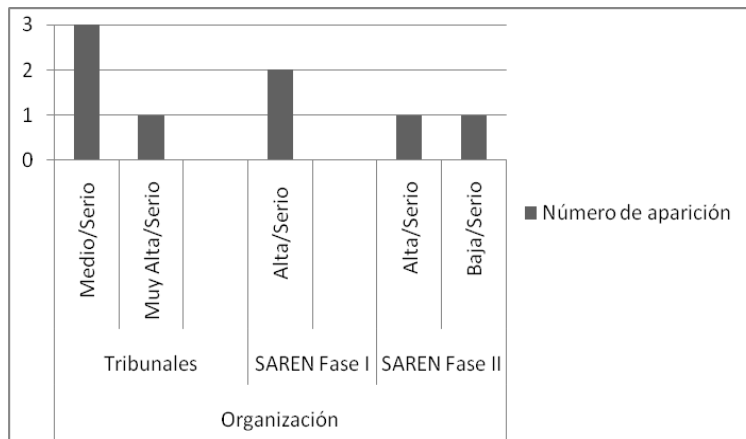 3
2
1
0
Medio/Serio
Muy Alta/Serio
Alta/Serio
Alta/Serio
Baja/Serio
Tribunales
SAREN Fase I
SAREN Fase II
Organización
Número de aparición